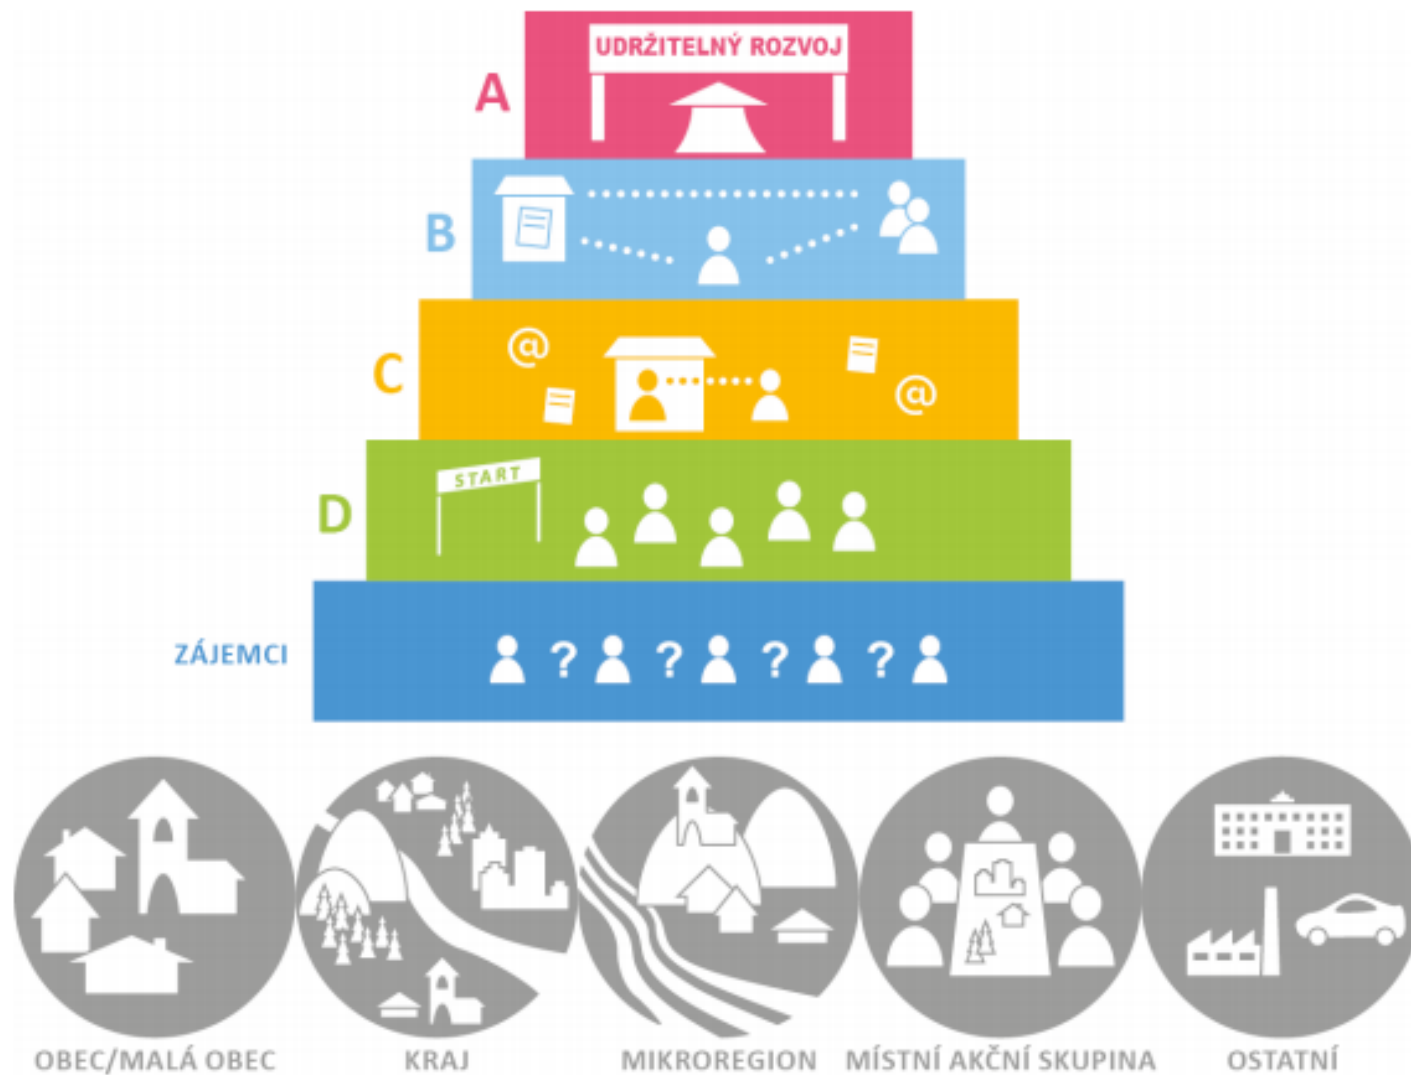 UDRŽITELNÝ ROZVOJ
A
B
@
C
@
START
D
ZÁJEMCI
? ? ? ?
OBEC/MALÁ OBEC
KRAJ
MIKROREGION
MÍSTNÍ AKČNÍ SKUPINA
OSTATNÍ